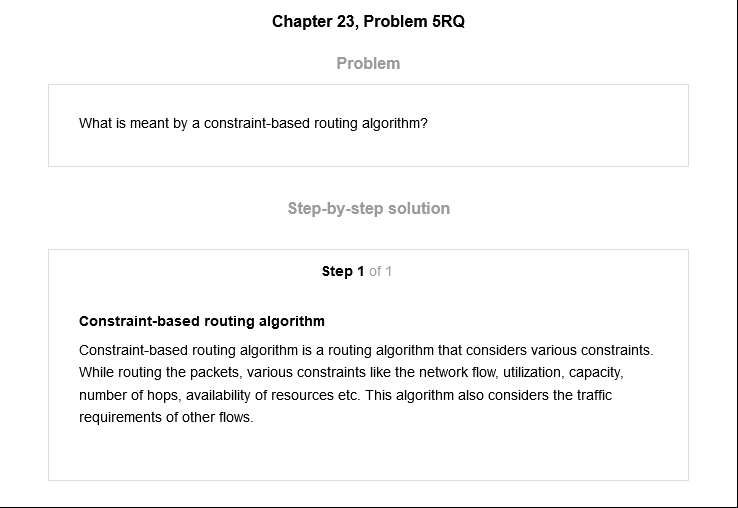 Chapter 23, Problem 5RQ
Problem
What is meant by a constraint-based routing algorithm?
Step-by-step solution
Step 1 of 1
Constraint-based routing algorithm
Constraint-based routing algorithm is a routing algorithm that considers various constraints.
While routing the packets, various constraints like the network flow, utilization, capacity,
number of hops, availability of resources etc. This algorithm also considers the traffic
requirements of other flows.